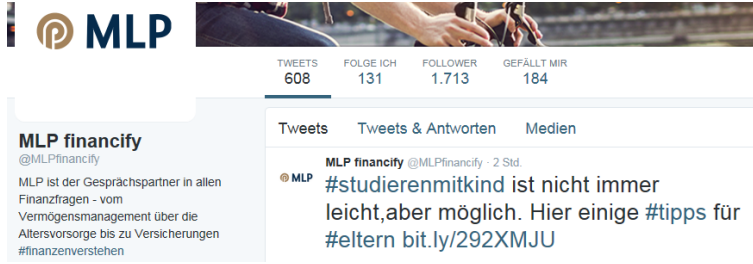 MLP
TWEETS FOLGE ICH FOLLOWER GEFÄLLT MIR
608 131 1.713 184
MLP financify
@MLPfinancify
MLP ist der Gesprächspartner in allen
Finanzfragen - vom
Vermögensmanagement über die
Altersvorsorge bis zu Versicherungen
#finanzenverstehen
Tweets Tweets & Antworten Medien
MLP financify @MLPfinancify · 2 Std.
MLP
#studierenmitkind ist nicht immer
leicht,aber möglich. Hier einige #tipps für
#eltern bit.ly/292XMJU